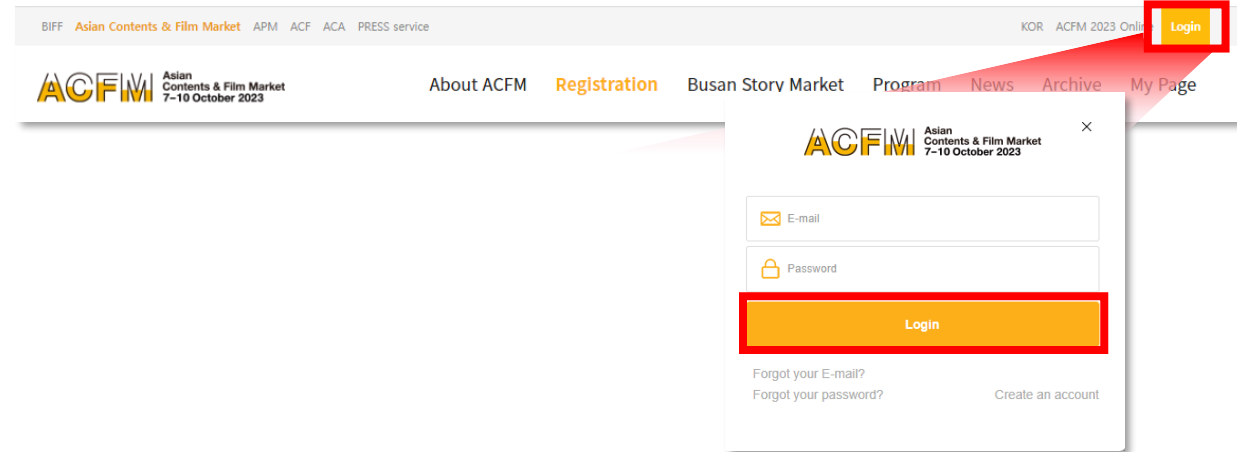 BIFF Asian Contents & Film Market APM ACF ACA PRESS service KOR ACFM 2023 Online Login
ACFM Asian
Contents & Film Market
7–10 October 2023
About ACFM Registration Busan Story Market Program News Archive My Page
ACFM Asian
Contents & Film Market
7–10 October 2023
E-mail
Password
Login
Forgot your E-mail?
Forgot your password? Create an account